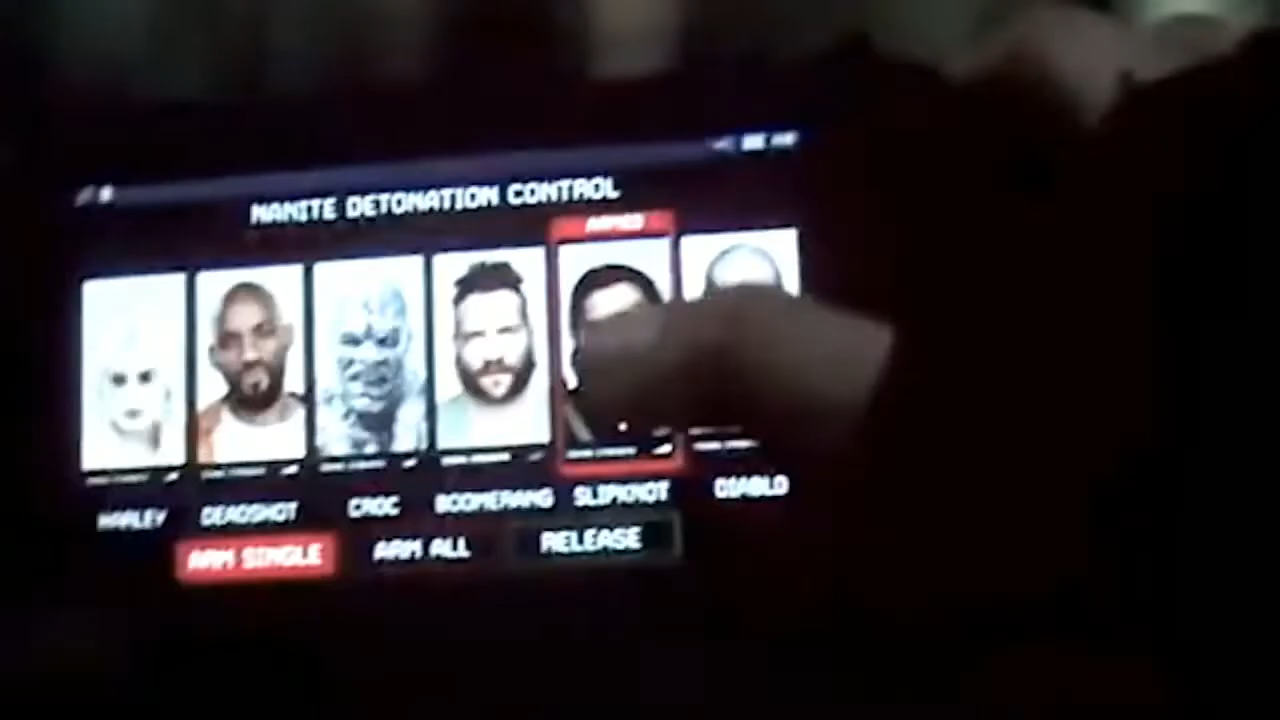 NANITE DETONATION CONTROL
ARMED
HARLEY DEADSHOT CROC BOOMERANG SLIPKNOT DIABLO
ARM SINGLE ARM ALL RELEASE